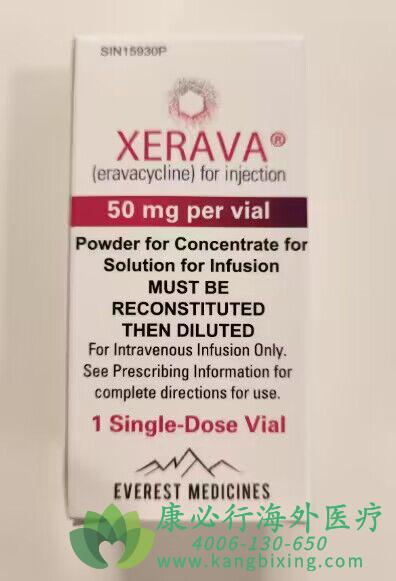 SIN15930P
XERAVA®
(eravacycline) for injection
50 mg per vial
Powder for Concentrate for
Solution for Infusion
MUST BE
RECONSTITUTED
THEN DILUTED
For Intravenous Infusion Only.
See Prescribing Information for
complete directions for use.
1 Single-Dose Vial
EVEREST MEDICINES
康必行海外医疗
4006-130-650
www.kangbixing.com